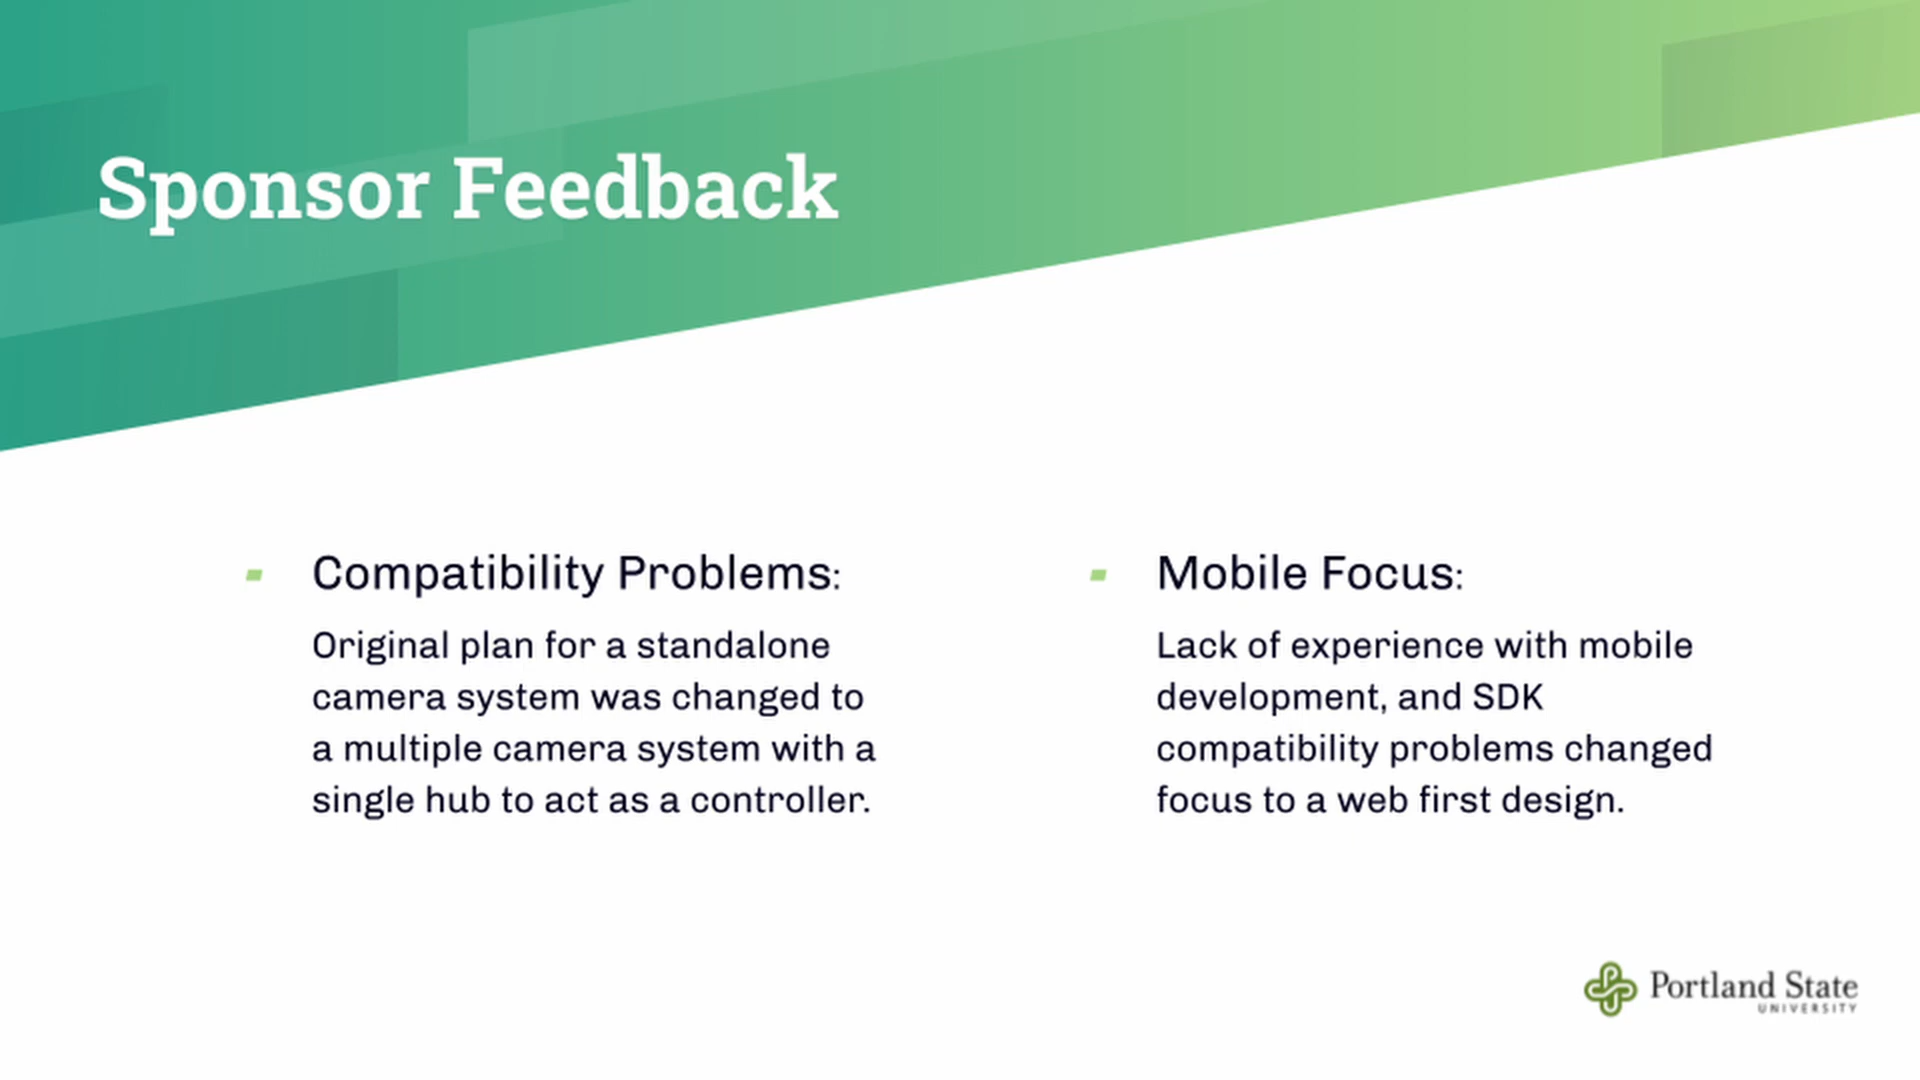 Sponsor Feedback
Compatibility Problems:
Original plan for a standalone
camera system was changed to
a multiple camera system with a
single hub to act as a controller.
Mobile Focus:
Lack of experience with mobile
development, and SDK
compatibility problems changed
focus to a web first design.
Portland State
UNIVERSITY